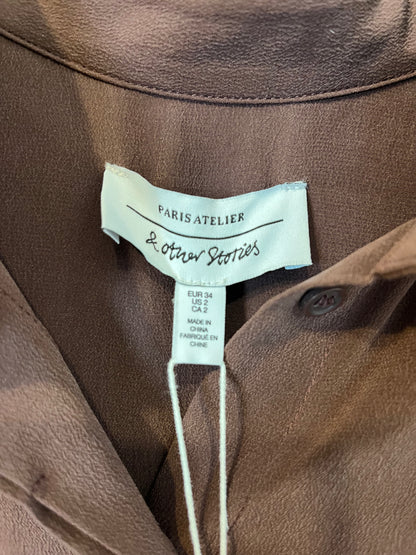 PARIS ATELIER
& other Stories
EUR 34
US 2
CA 2
MADE IN
CHINA
FABRIQUÉ EN
CHINE